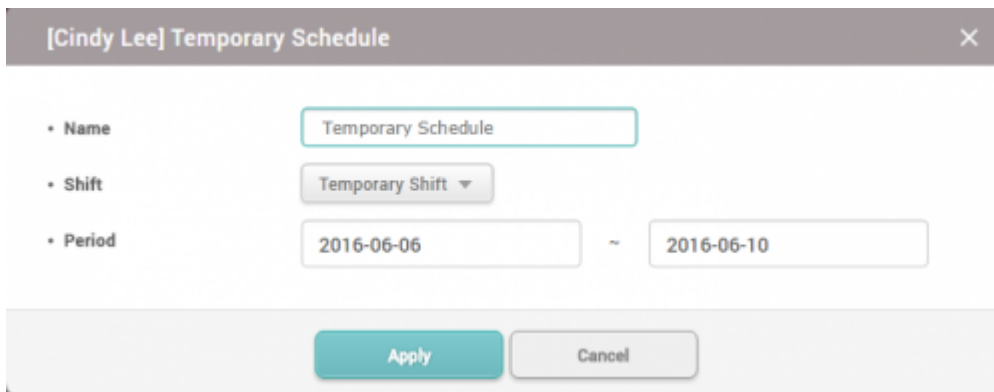 [Cindy Lee] Temporary Schedule
• Name Temporary Schedule
• Shift Temporary Shift
• Period 2016-06-06 ~ 2016-06-10
Apply Cancel